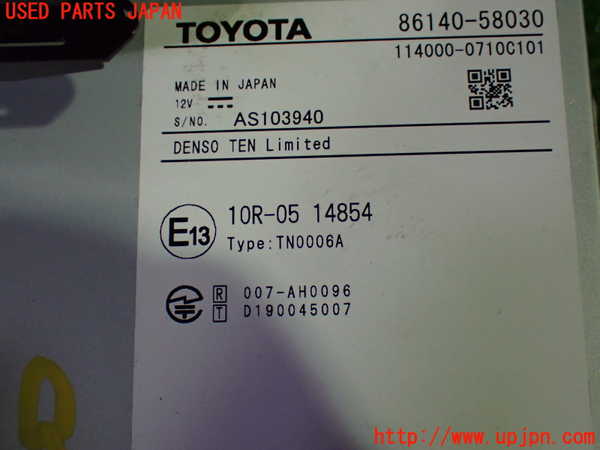 USED PARTS JAPAN
TOYOTA 86140-58030
114000-0710C101
MADE IN JAPAN
12V
S/NO. AS103940
DENSO TEN Limited
E13 10R-05 14854
Type:TN0006A
R 007-AH0096
T D190045007
http://www.upjpn.com/